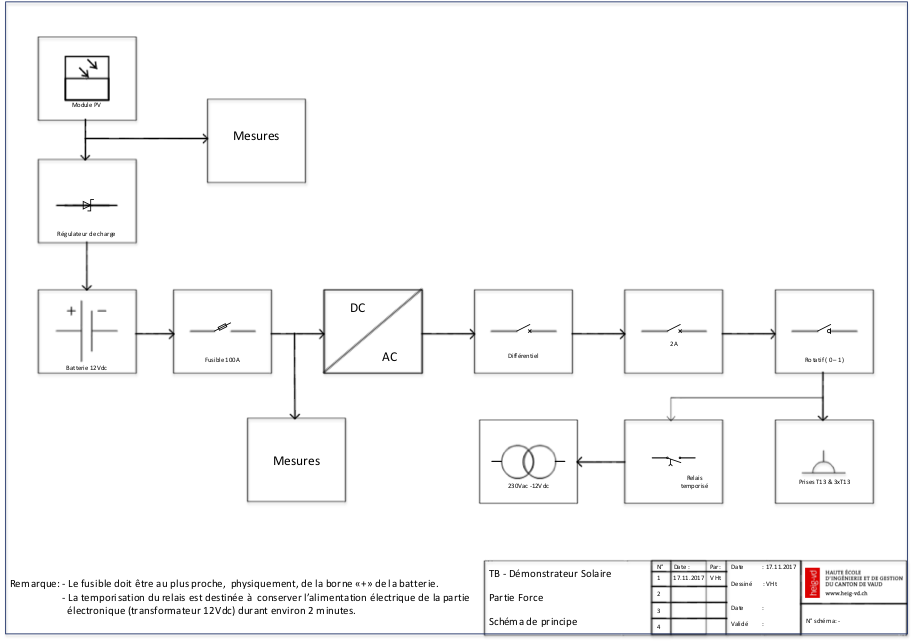 Module PV
Mesures
Régulateur de charge
+ −
Batterie 12Vdc
Fusible 100A
DC
AC
Différentiel
2A
Rotatif ( 0 – 1 )
Mesures
230Vac -12Vdc
Relais
temporisé
Prises T13 & 3xT13
Remarque: - Le fusible doit être au plus proche, physiquement, de la borne «+» de la batterie.
- La temporisation du relais est destinée à conserver l’alimentation électrique de la partie
électronique (transformateur 12Vdc) durant environ 2 minutes.
TB - Démonstrateur Solaire
Partie Force
Schéma de principe
N° Date : Par:
1 17.11.2017 VHt
2
3
4
Date : 17.11.2017
Dessiné : VHt
Date :
Validé :
heig-vd
HAUTE ÉCOLE
D’INGÉNIERIE ET DE GESTION
DU CANTON DE VAUD
www.heig-vd.ch
N° schéma: -